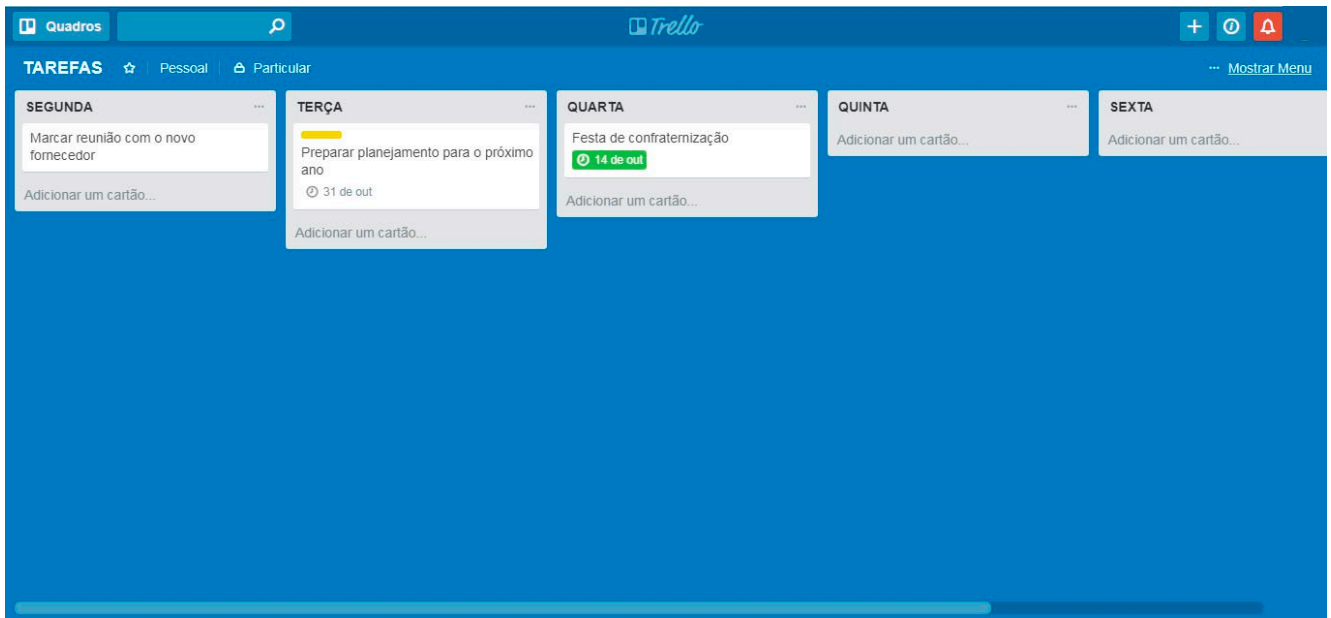 Quadros
Trello
TAREFAS
Pessoal
Particular
··· Mostrar Menu
SEGUNDA
Marcar reunião com o novo
fornecedor
Adicionar um cartão...
TERÇA
Preparar planejamento para o próximo
ano
31 de out
Adicionar um cartão...
QUARTA
Festa de confraternização
14 de out
Adicionar um cartão...
QUINTA
Adicionar um cartão...
SEXTA
Adicionar um cartão...